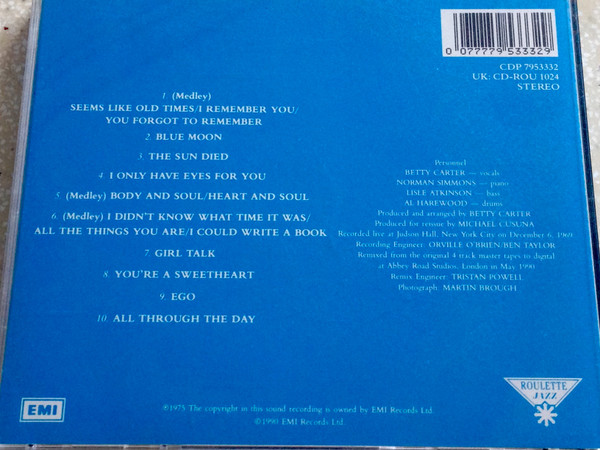 0 077779 533329
CDP 7953332
UK: CD-ROU 1024
STEREO
1. (Medley)
SEEMS LIKE OLD TIMES/I REMEMBER YOU/
YOU FORGOT TO REMEMBER
2. BLUE MOON
3. THE SUN DIED
4. I ONLY HAVE EYES FOR YOU
5. (Medley) BODY AND SOUL/HEART AND SOUL
6. (Medley) I DIDN'T KNOW WHAT TIME IT WAS/
ALL THE THINGS YOU ARE/I COULD WRITE A BOOK
7. GIRL TALK
8. YOU'RE A SWEETHEART
9. EGO
10. ALL THROUGH THE DAY
Personnel
BETTY CARTER — vocals
NORMAN SIMMONS — piano
LISLE ATKINSON — bass
AL HAREWOOD — drums
Produced and arranged by BETTY CARTER
Produced for reissue by MICHAEL CUSUNA
Recorded live at Judson Hall, New York City on December 6, 1969
Recording Engineer: ORVILLE O'BRIEN/BEN TAYLOR
Remixed from the original 4 track master tapes to digital
at Abbey Road Studios, London in May 1990
Remix Engineer: TRISTAN POWELL
Photograph: MARTIN BROUGH
EMI
℗1975 The copyright in this sound recording is owned by EMI Records Ltd.
©1990 EMI Records Ltd.
ROULETTE
JAZZ